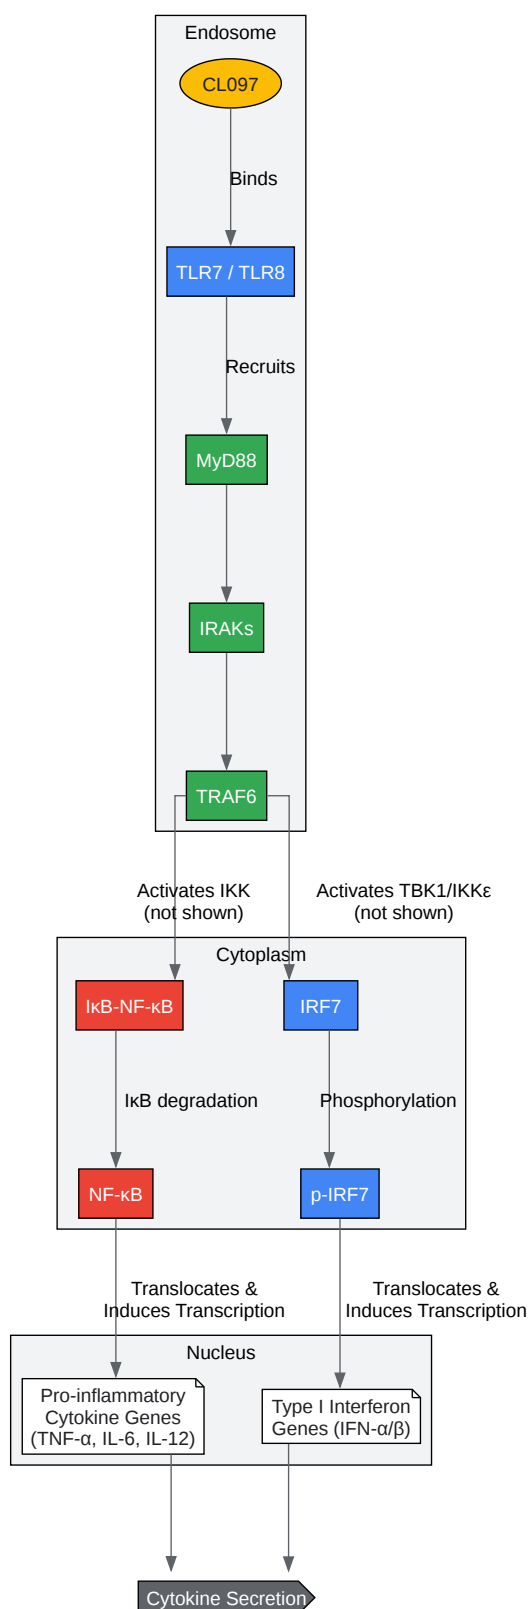 Endosome
CL097
Binds
TLR7 / TLR8
Recruits
MyD88
IRAKs
TRAF6
Activates IKK
(not shown)
Activates TBK1/IKKε
(not shown)
Cytoplasm
IκB-NF-κB
IRF7
IκB degradation
Phosphorylation
NF-κB
p-IRF7
Translocates &
Induces Transcription
Translocates &
Induces Transcription
Nucleus
Pro-inflammatory
Cytokine Genes
(TNF-α, IL-6, IL-12)
Type I Interferon
Genes (IFN-α/β)
Cytokine Secretion